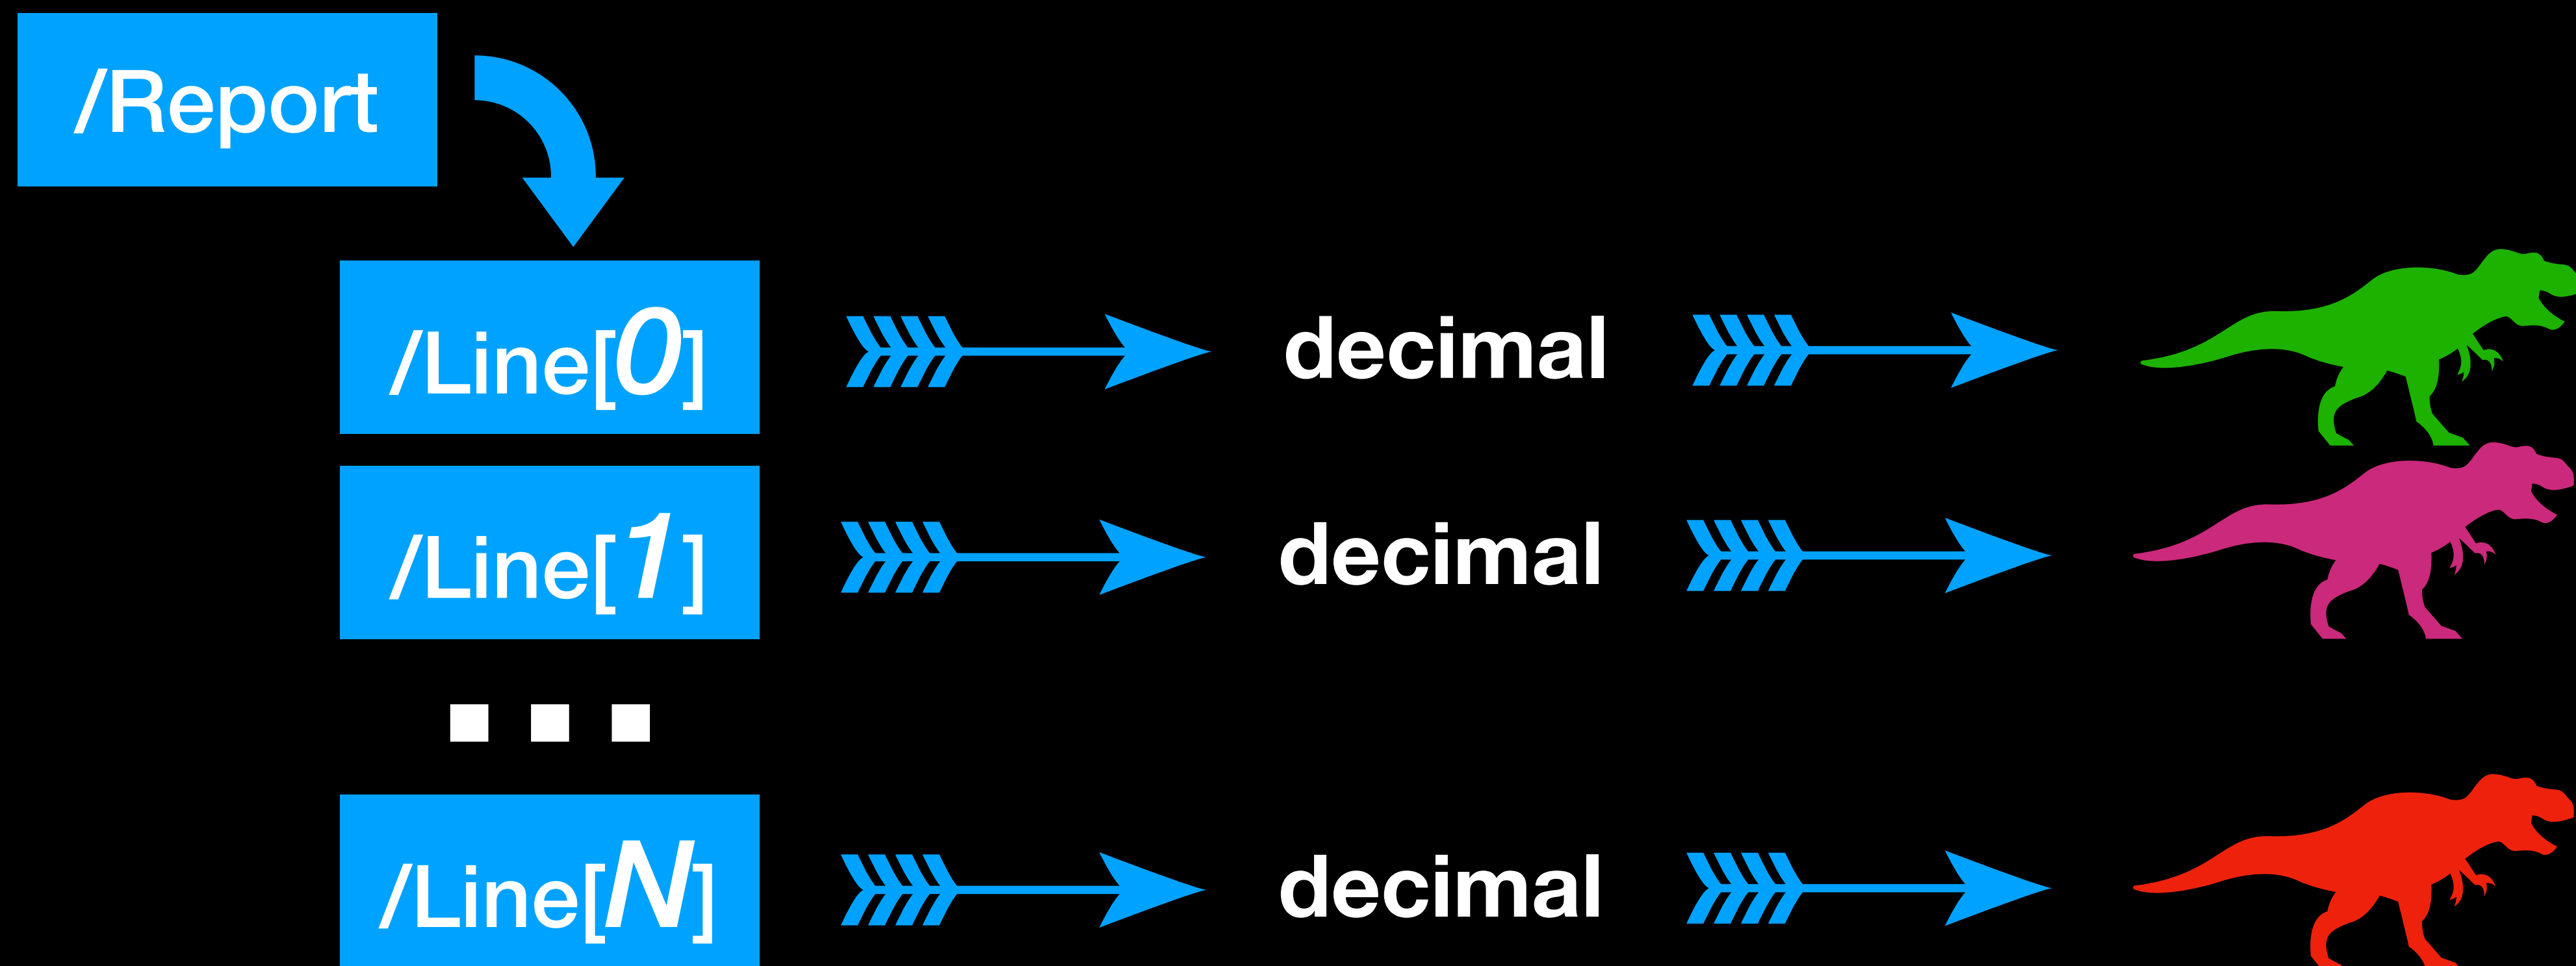 /Report
/Line[0] decimal
/Line[1] decimal
...
/Line[N] decimal